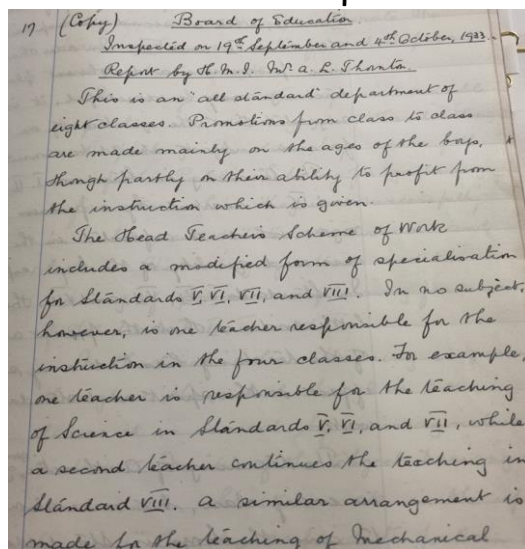 17 (Copy) Board of Education.
Inspected on 19th September and 4th October, 1933.
Report by H.M.I. Mr. A. L. Thornton
This is an "all standard" department of
eight classes. Promotions from class to class
are made mainly on the ages of the boys,
though partly on their ability to profit from
the instruction which is given.
The Head Teacher's Scheme of Work
includes a modified form of specialisation
for Standards V, VI, VII, and VIII. In no subject,
however, is one teacher responsible for the
instruction in the four classes. For example,
one teacher is responsible for the teaching
of Science in Standards V, VI, and VII, while
a second teacher continues the teaching in
Standard VIII. A similar arrangement is
made for the teaching of Mechanical